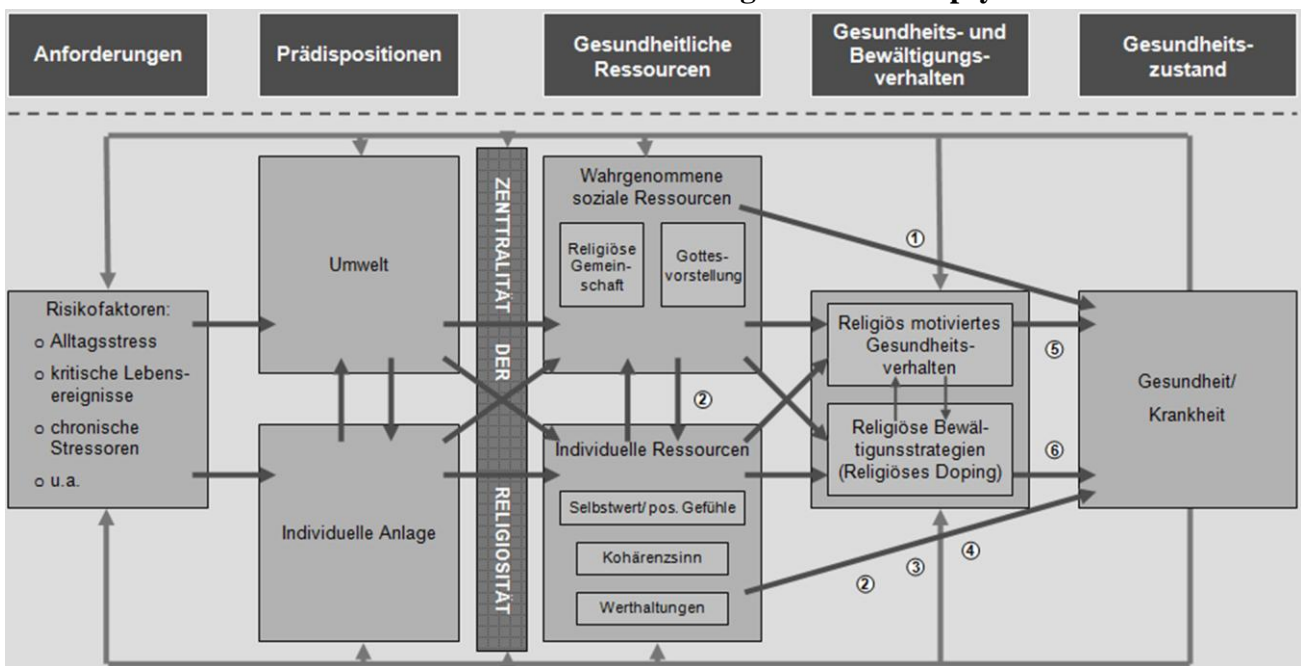 Anforderungen
Prädispositionen
Gesundheitliche
Ressourcen
Gesundheits- und
Bewältigungs-
verhalten
Gesundheits-
zustand
Umwelt
ZENTTRALITÄT DER RELIGIOSITÄT
Wahrgenommene
soziale Ressourcen
Religiöse
Gemein-
schaft
Gottes-
vorstellung
①
Risikofaktoren:
o Alltagsstress
o kritische Lebens-
ereignisse
o chronische
Stressoren
o u.a.
Religiös motiviertes
Gesundheits-
verhalten
⑤
Gesundheit/
Krankheit
②
Individuelle Anlage
Individuelle Ressourcen
Selbstwert/ pos. Gefühle
Kohärenzsinn
Werthaltungen
Religiöse Bewäl-
tigunsstrategien
(Religiöses Doping)
⑥
② ③ ④